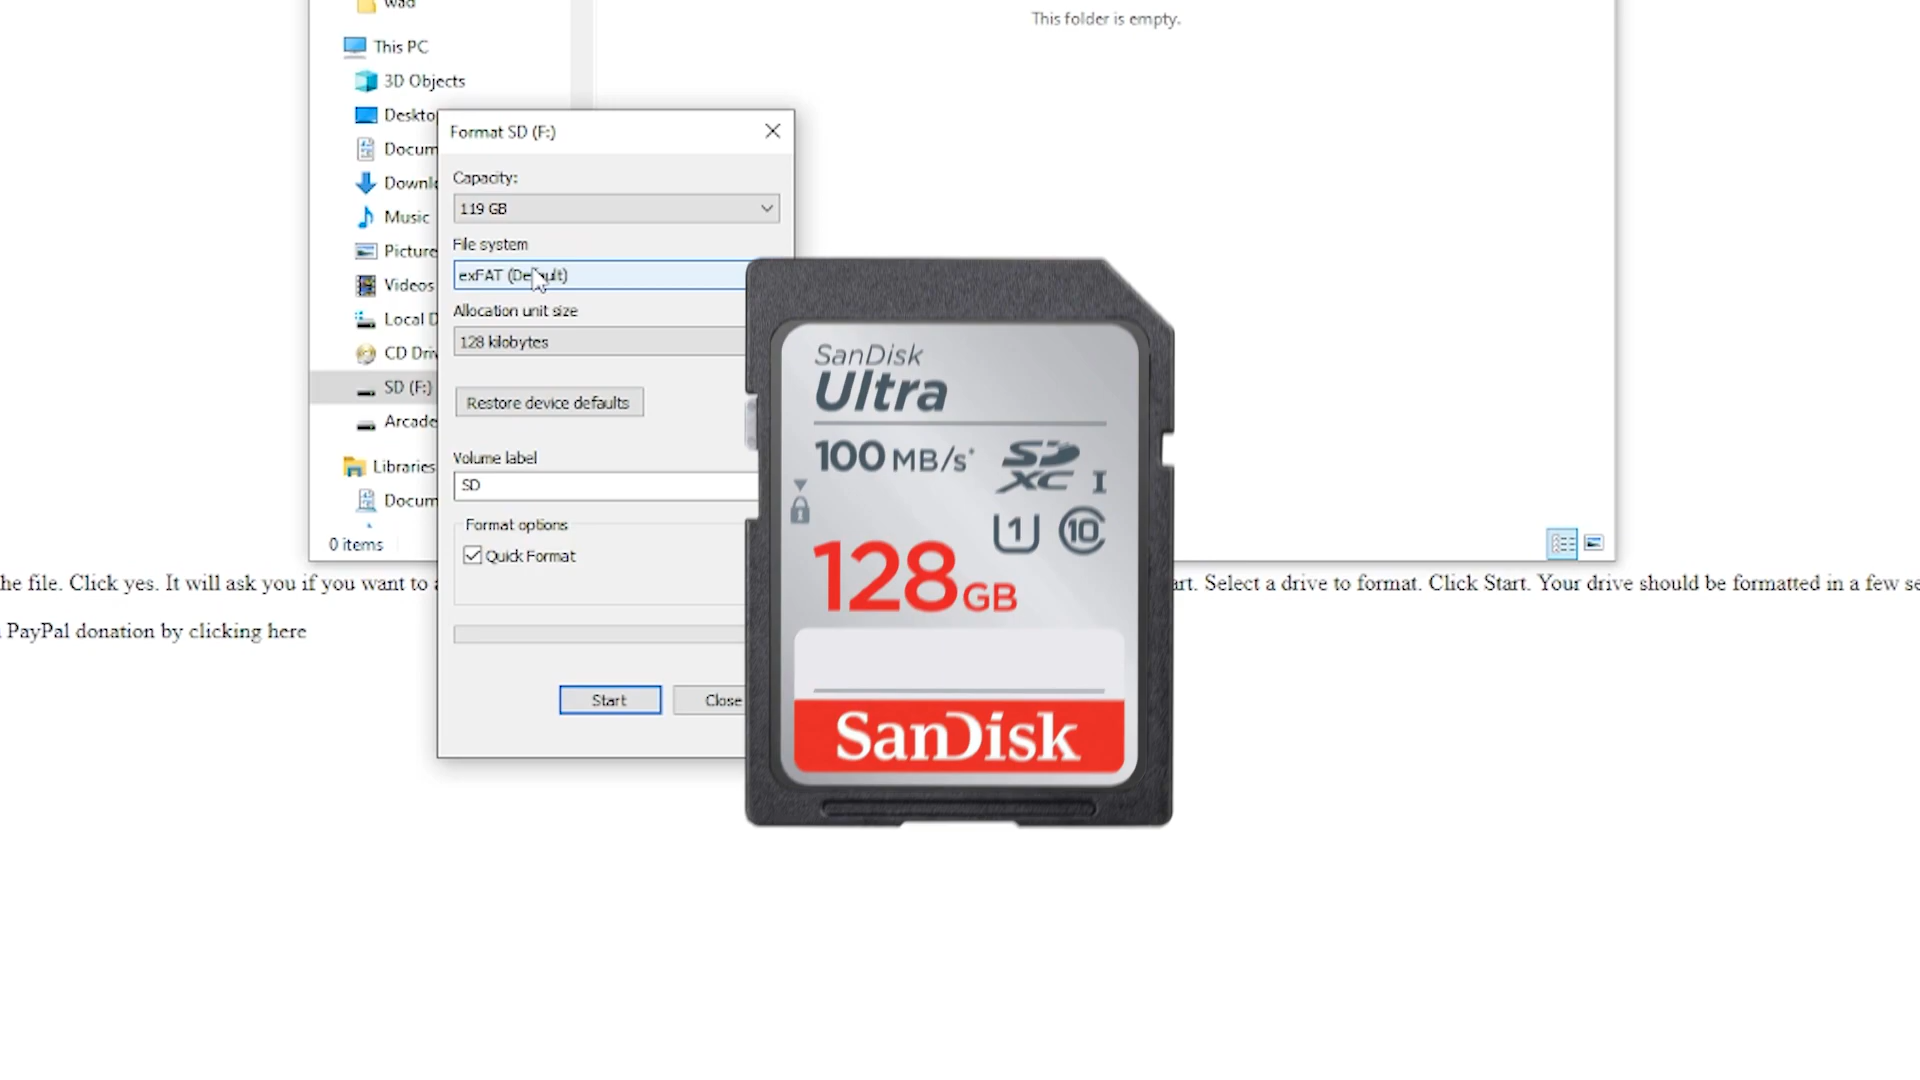 wad
This folder is empty.
This PC
3D Objects
Deskto
Docum
Downlo
Music
Picture
Videos
Local D
CD Driv
SD (F:)
Arcade
Libraries
Docum
0 items
Format SD (F:)
Capacity:
119 GB
File system
exFAT (Default)
Allocation unit size
128 kilobytes
Restore device defaults
Volume label
SD
Format options
Quick Format
Start
Close
SanDisk
Ultra
100 MB/s*
SD XC I
1 10
128 GB
SanDisk
he file. Click yes. It will ask you if you want to a
rt. Select a drive to format. Click Start. Your drive should be formatted in a few se
PayPal donation by clicking here